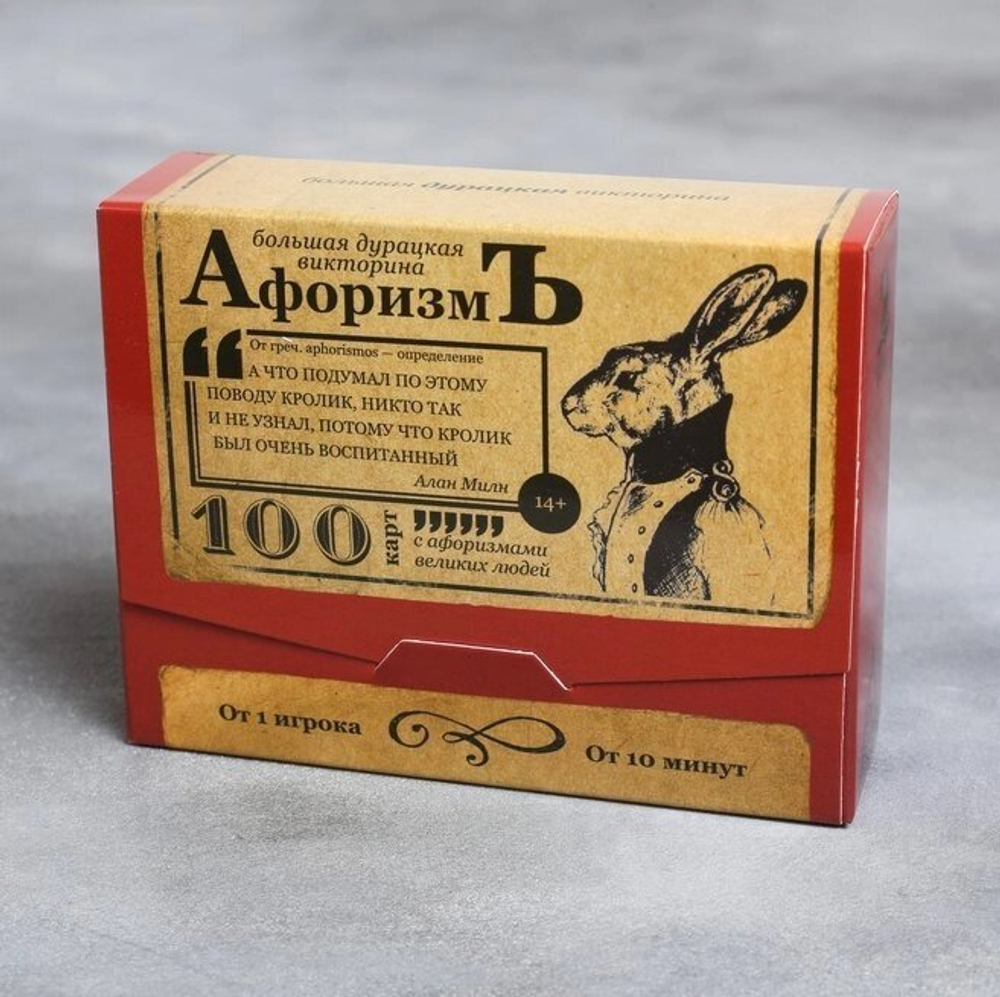 большая дурацкая викторина
большая дурацкая
викторина
АфоризмЪ
От греч. aphorismos — определение
А ЧТО ПОДУМАЛ ПО ЭТОМУ
ПОВОДУ КРОЛИК, НИКТО ТАК
И НЕ УЗНАЛ, ПОТОМУ ЧТО КРОЛИК
БЫЛ ОЧЕНЬ ВОСПИТАННЫЙ
Алан Милн
14+
100 карт
с афоризмами
великих людей
От 1 игрока
От 10 минут